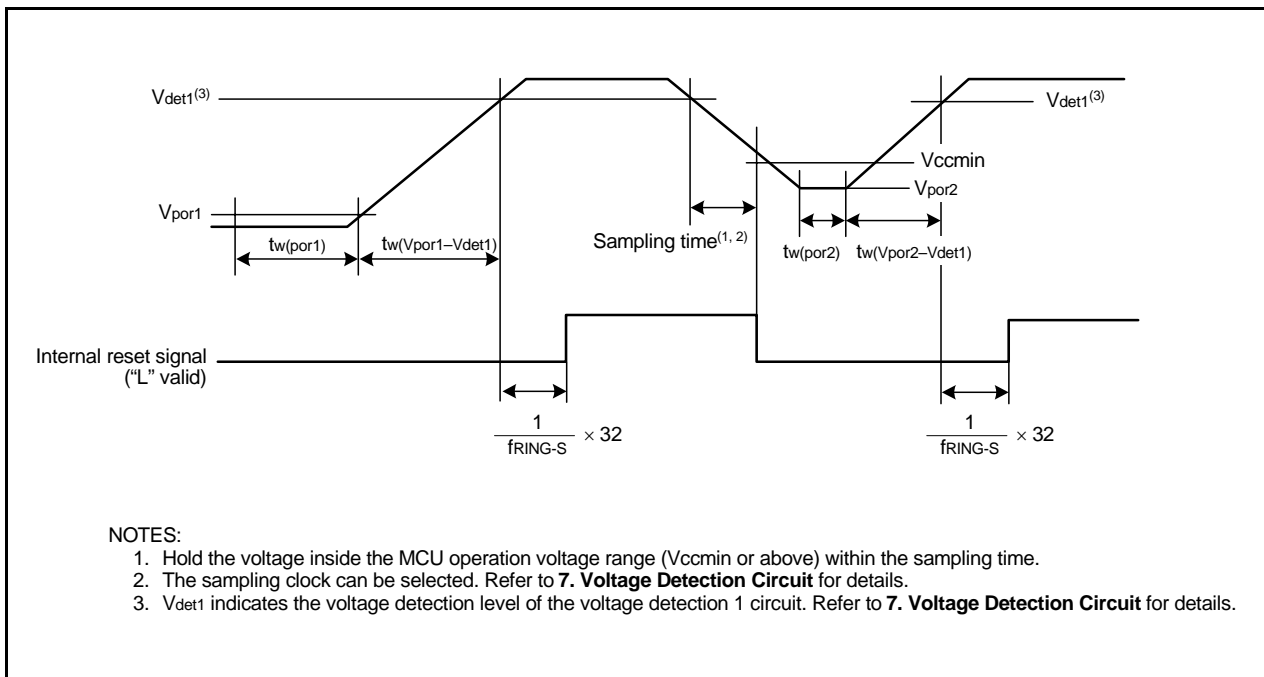 Vdet1(3)
Vdet1(3)
Vccmin
Vpor1
Vpor2
Sampling time(1, 2)
tw(por1)
tw(Vpor1–Vdet1)
tw(por2)
tw(Vpor2–Vdet1)
Internal reset signal
(“L” valid)
1
fRING-S
× 32
1
fRING-S
× 32
NOTES:
1. Hold the voltage inside the MCU operation voltage range (Vccmin or above) within the sampling time.
2. The sampling clock can be selected. Refer to 7. Voltage Detection Circuit for details.
3. Vdet1 indicates the voltage detection level of the voltage detection 1 circuit. Refer to 7. Voltage Detection Circuit for details.